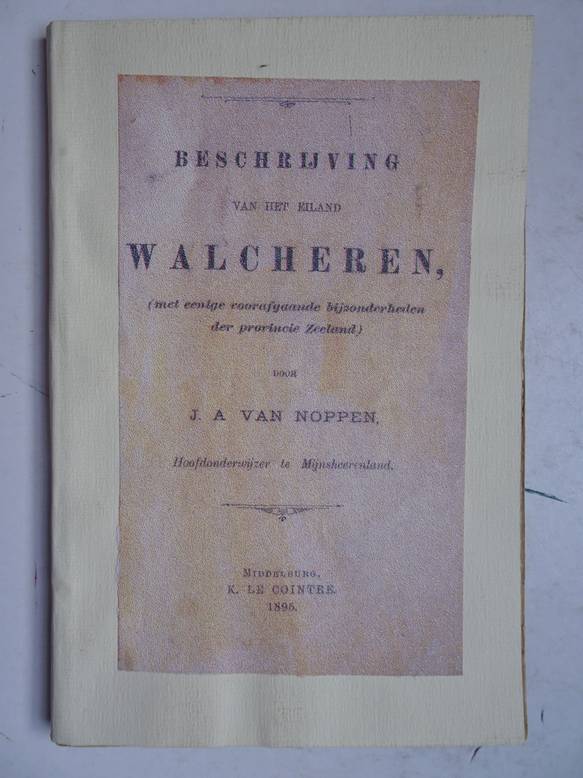 BESCHRIJVING
VAN HET EILAND
WALCHEREN,
(met eenige voorafgaande bijzonderheden
der provincie Zeeland)
DOOR
J. A VAN NOPPEN,
Hoofdonderwijzer te Mijnsheerenland.
MIDDELBURG,
K. LE COINTRE.
1895.